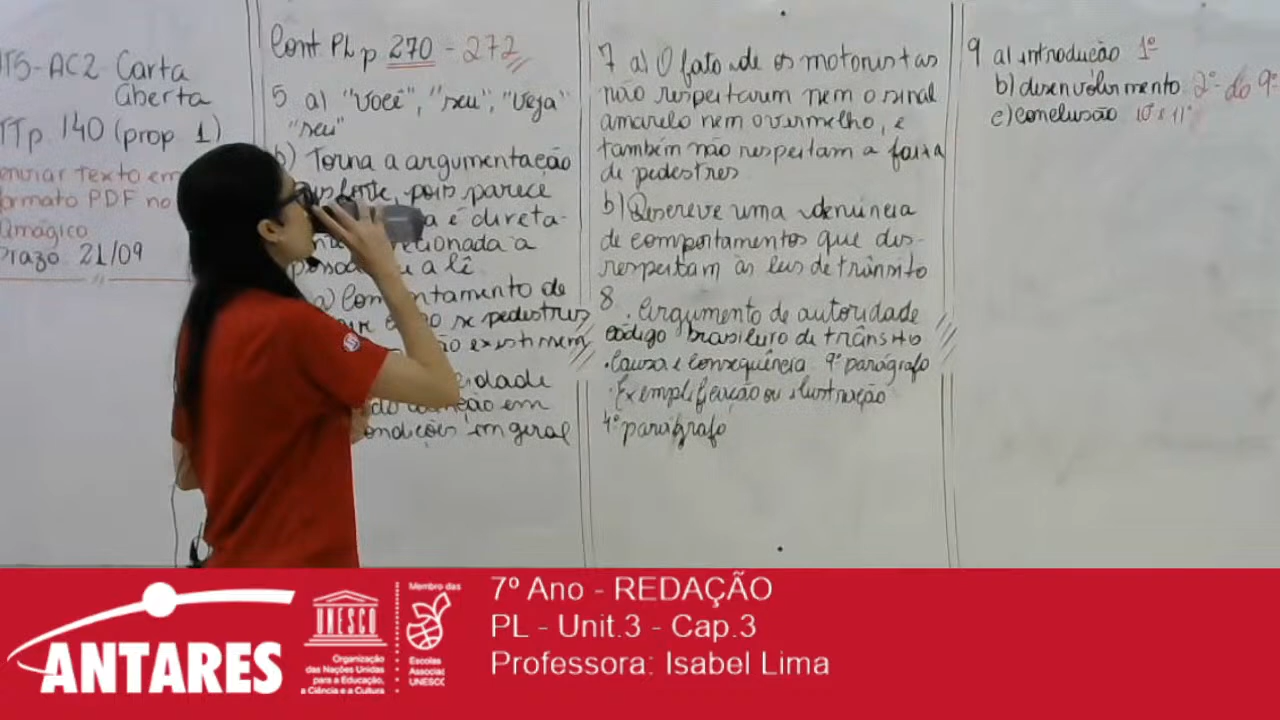 AC2 Carta
Aberta
p. 140 (prop 1)
enviar texto em
formato PDF no
Prazo 21/09
Cont PL p 270 - 272
5 a) "Você", "seu", "Veja"
"seu"
b) Torna a argumentação
forte, pois parece
a é direta-
a
a lê
a) Com ntamento de
se pedestres
existissem
dade
em
ondições em geral
7 a) O fato de os motoristas
não respeitarem nem o sinal
amarelo nem o vermelho, e
também não respeitam a faixa
de pedestres
b) Descreve uma denúncia
de comportamentos que des-
respeitam às leis de trânsito
8. Argumento de autoridade
código brasileiro de trânsito
. Causa e consequência 9º parágrafo
. Exemplificação ou ilustração
4º parágrafo
9 a) introdução 1º
b) desenvolvimento 2º do 9º
c) conclusão 10º e 11º
ANTARES
UNESCO
Organização
das Nações Unidas
para a Educação,
a Ciência e a Cultura
Membro das
Escolas
Associadas
UNESCO
7º Ano - REDAÇÃO
PL - Unit.3 - Cap.3
Professora: Isabel Lima